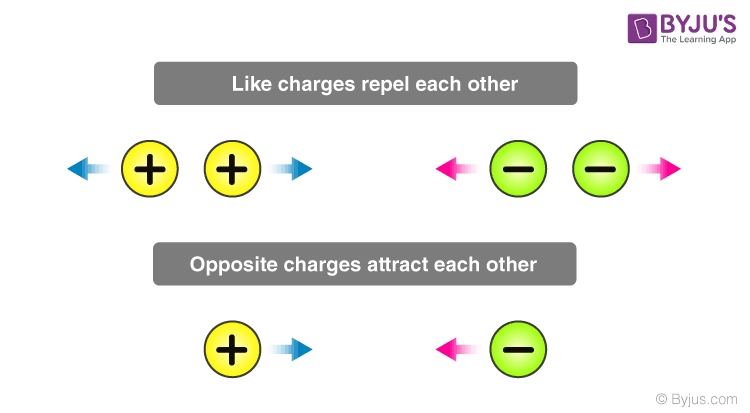 BYJU'S
The Learning App
Like charges repel each other
+ + − −
Opposite charges attract each other
+ −
© Byjus.com